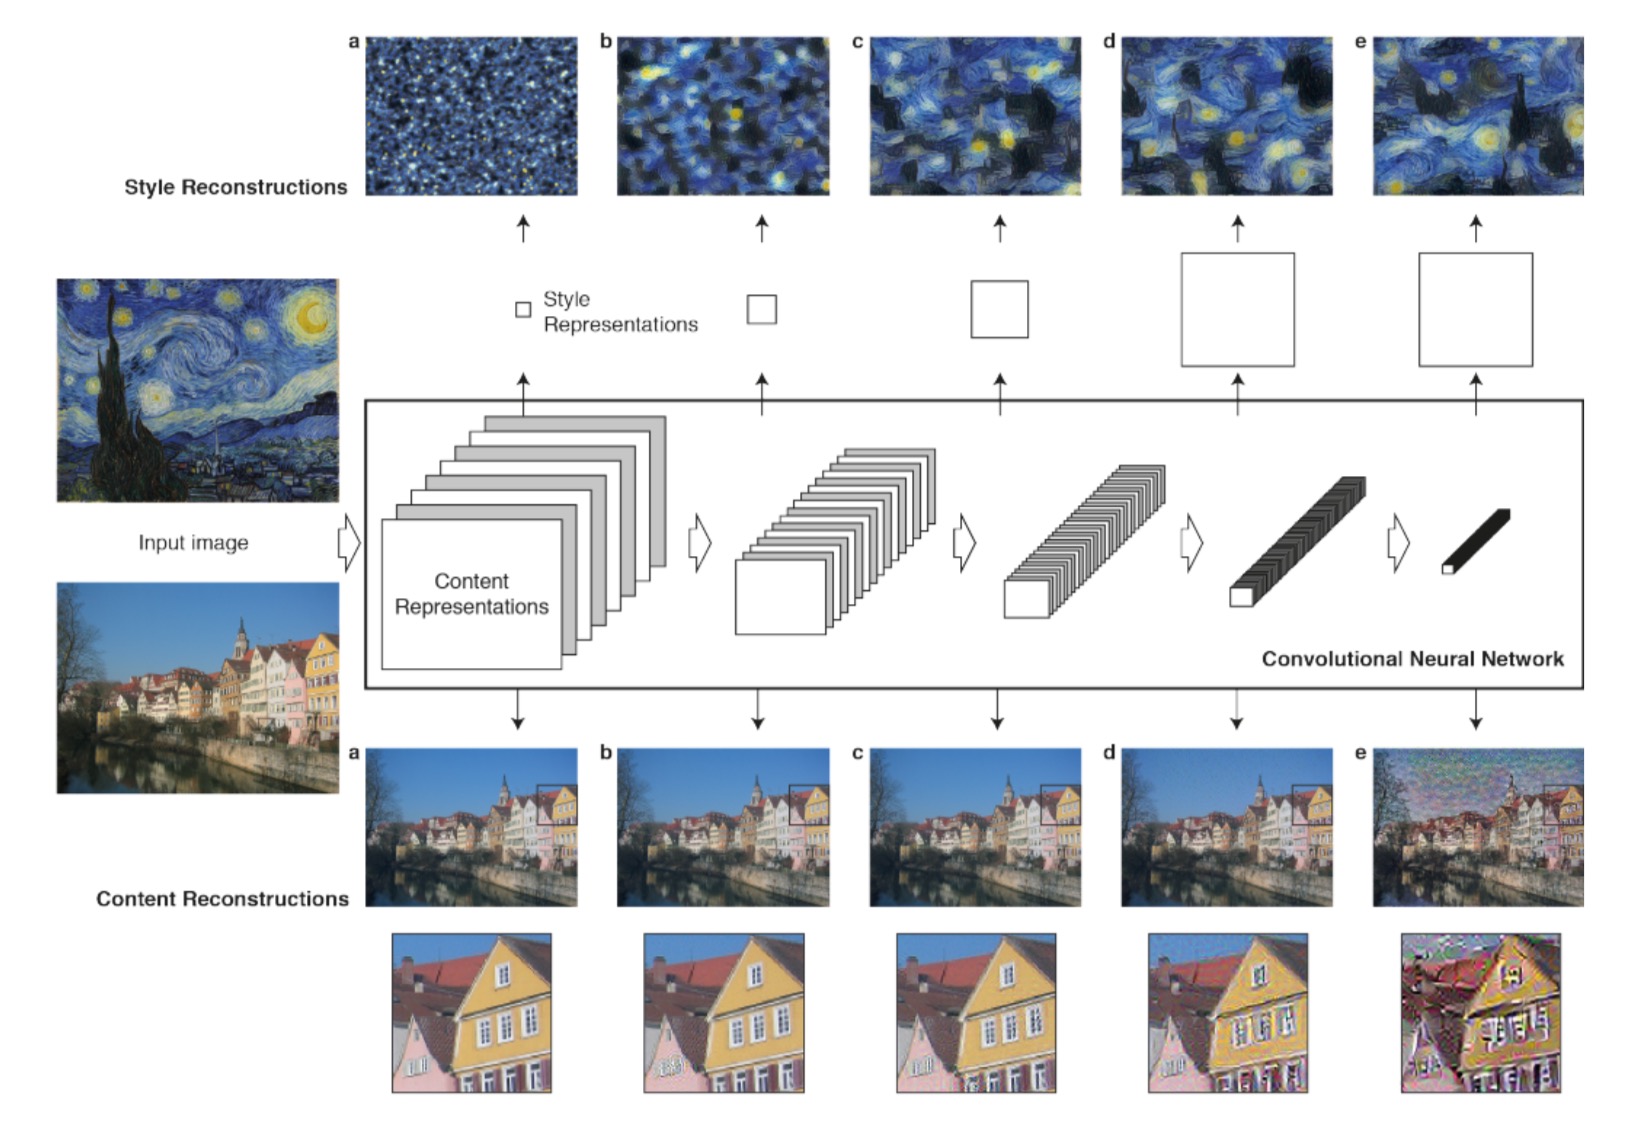 a
b
c
d
e
Style Reconstructions
Style
Representations
Input image
Content
Representations
Convolutional Neural Network
a
b
c
d
e
Content Reconstructions